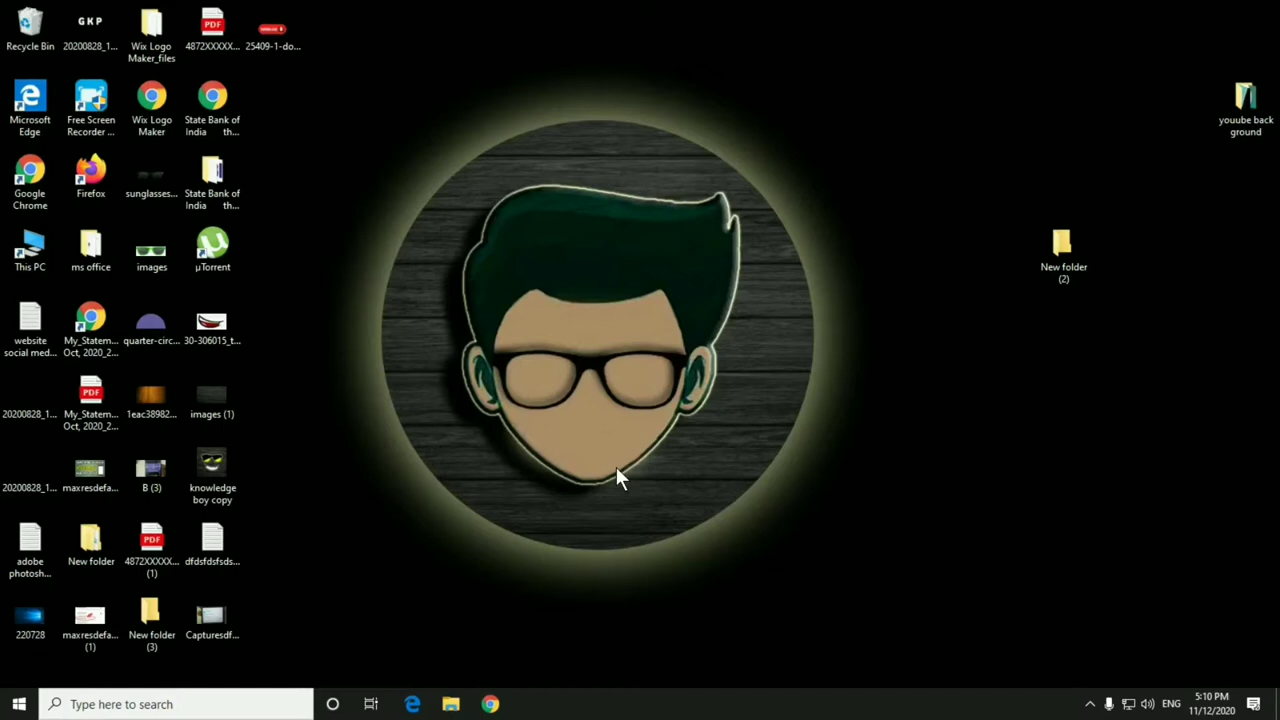 Recycle Bin
GKP
20200828_1...
Wix Logo
Maker_files
PDF
4872XXXXX...
25409-1-do...
Microsoft
Edge
Free Screen
Recorder ...
Wix Logo
Maker
State Bank of
India th...
youube back
ground
Google
Chrome
Firefox
sunglasses...
State Bank of
India th...
This PC
ms office
images
µTorrent
New folder
(2)
website
social med...
My_Statem...
Oct, 2020_2...
quarter-circ...
30-306015_t...
20200828_1...
PDF
My_Statem...
Oct, 2020_2...
1eac38982...
images (1)
20200828_1...
maxresdefa...
B (3)
knowledge
boy copy
adobe
photosh...
New folder
PDF
4872XXXXX...
(1)
dfdsfdsfsds...
220728
maxresdefa...
(1)
New folder
(3)
Capturesdf...
Type here to search
ENG
5:10 PM
11/12/2020